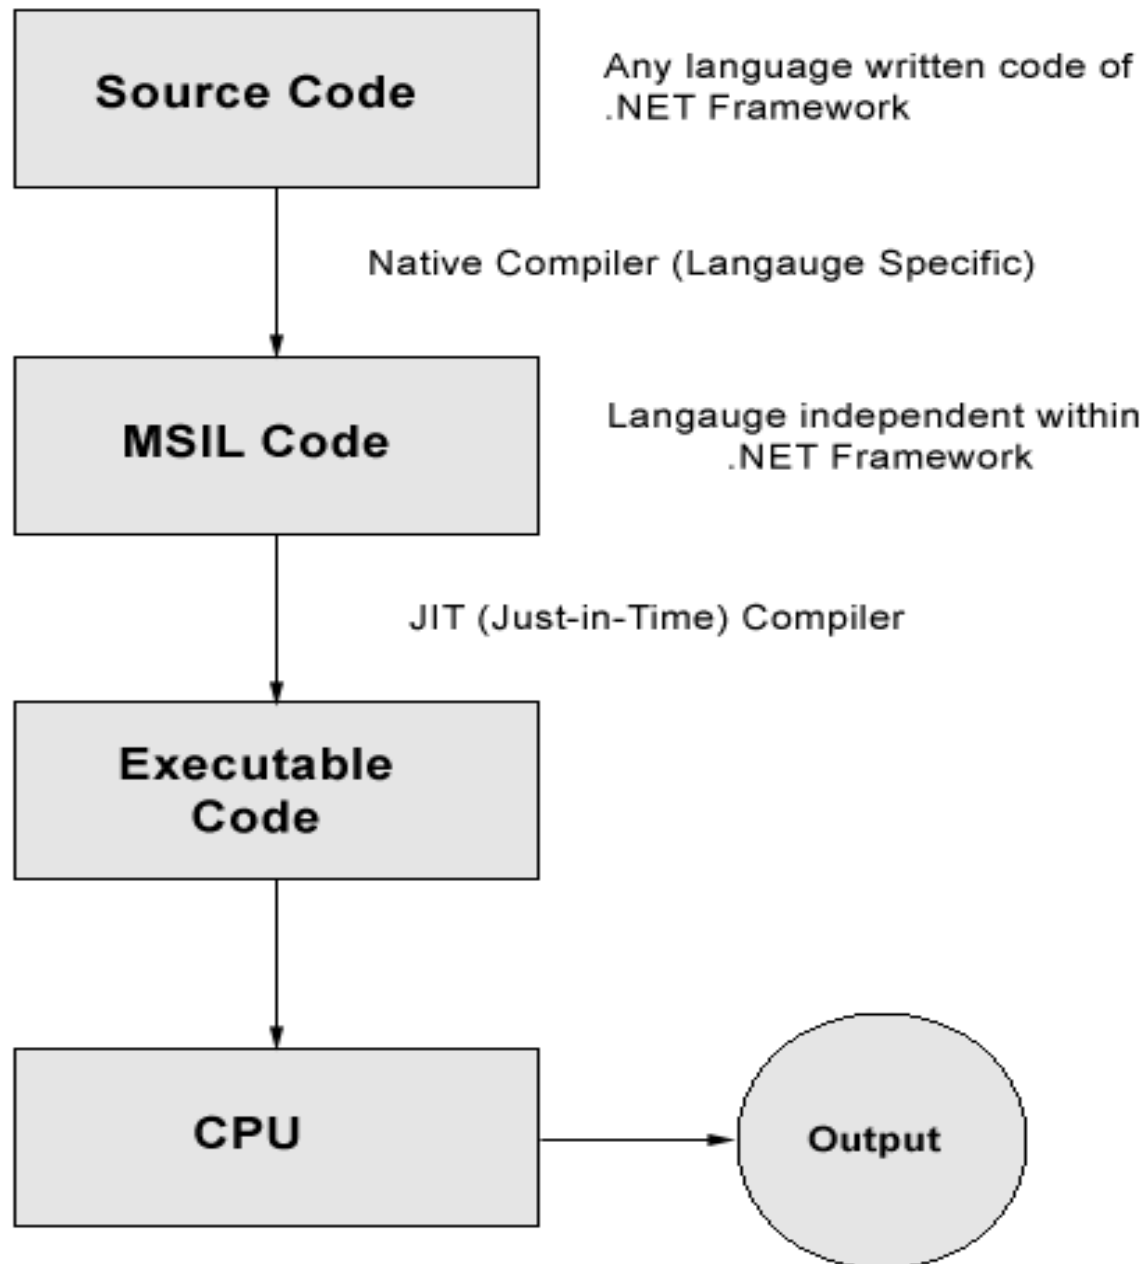 Source Code
Any language written code of
.NET Framework
Native Compiler (Langauge Specific)
MSIL Code
Langauge independent within
.NET Framework
JIT (Just-in-Time) Compiler
Executable
Code
CPU
Output